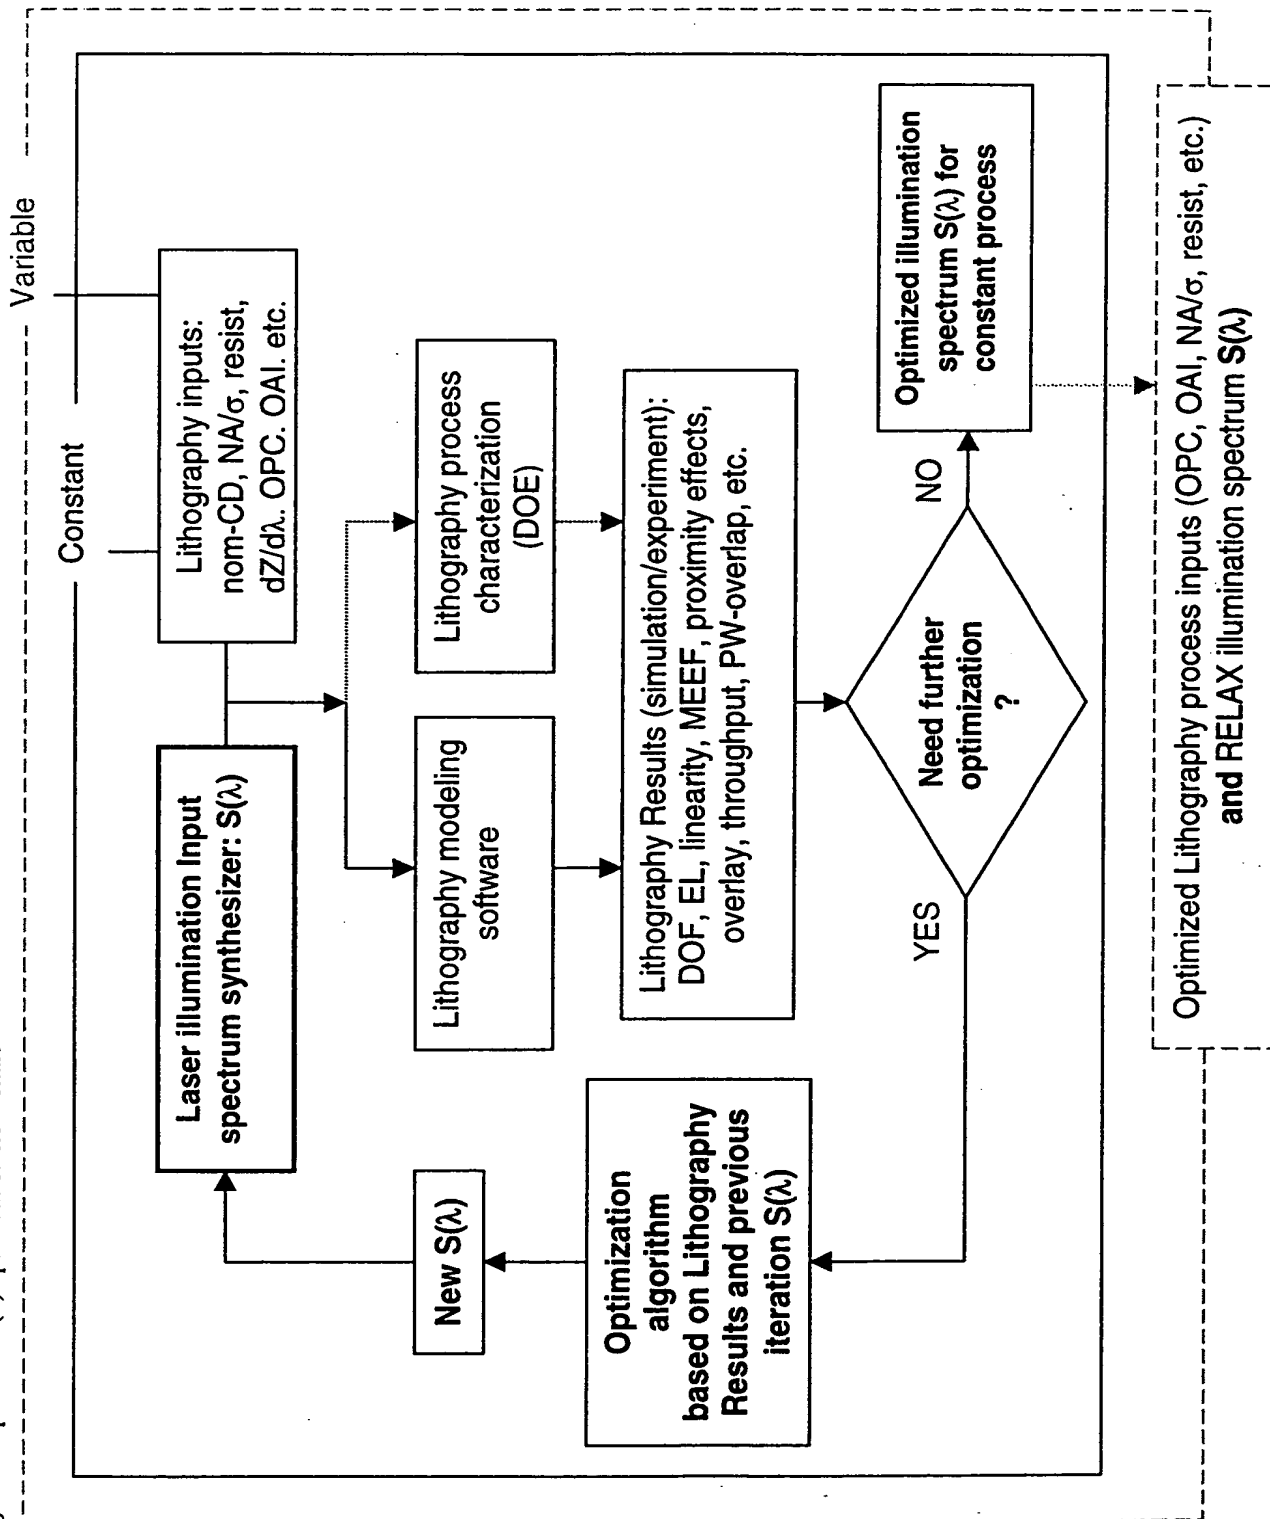 Variable
Constant
Laser illumination Input
spectrum synthesizer: S(λ)
Lithography inputs:
nom-CD, NA/σ, resist,
dZ/dλ. OPC. OAI. etc.
New S(λ)
Lithography modeling
software
Lithography process
characterization
(DOE)
Optimization
algorithm
based on Lithography
Results and previous
iteration S(λ)
Lithography Results (simulation/experiment):
DOF, EL, linearity, MEEF, proximity effects,
overlay, throughput, PW-overlap, etc.
Need further
optimization
?
YES
NO
Optimized illumination
spectrum S(λ) for
constant process
Optimized Lithography process inputs (OPC, OAI, NA/σ, resist, etc.)
and RELAX illumination spectrum S(λ)